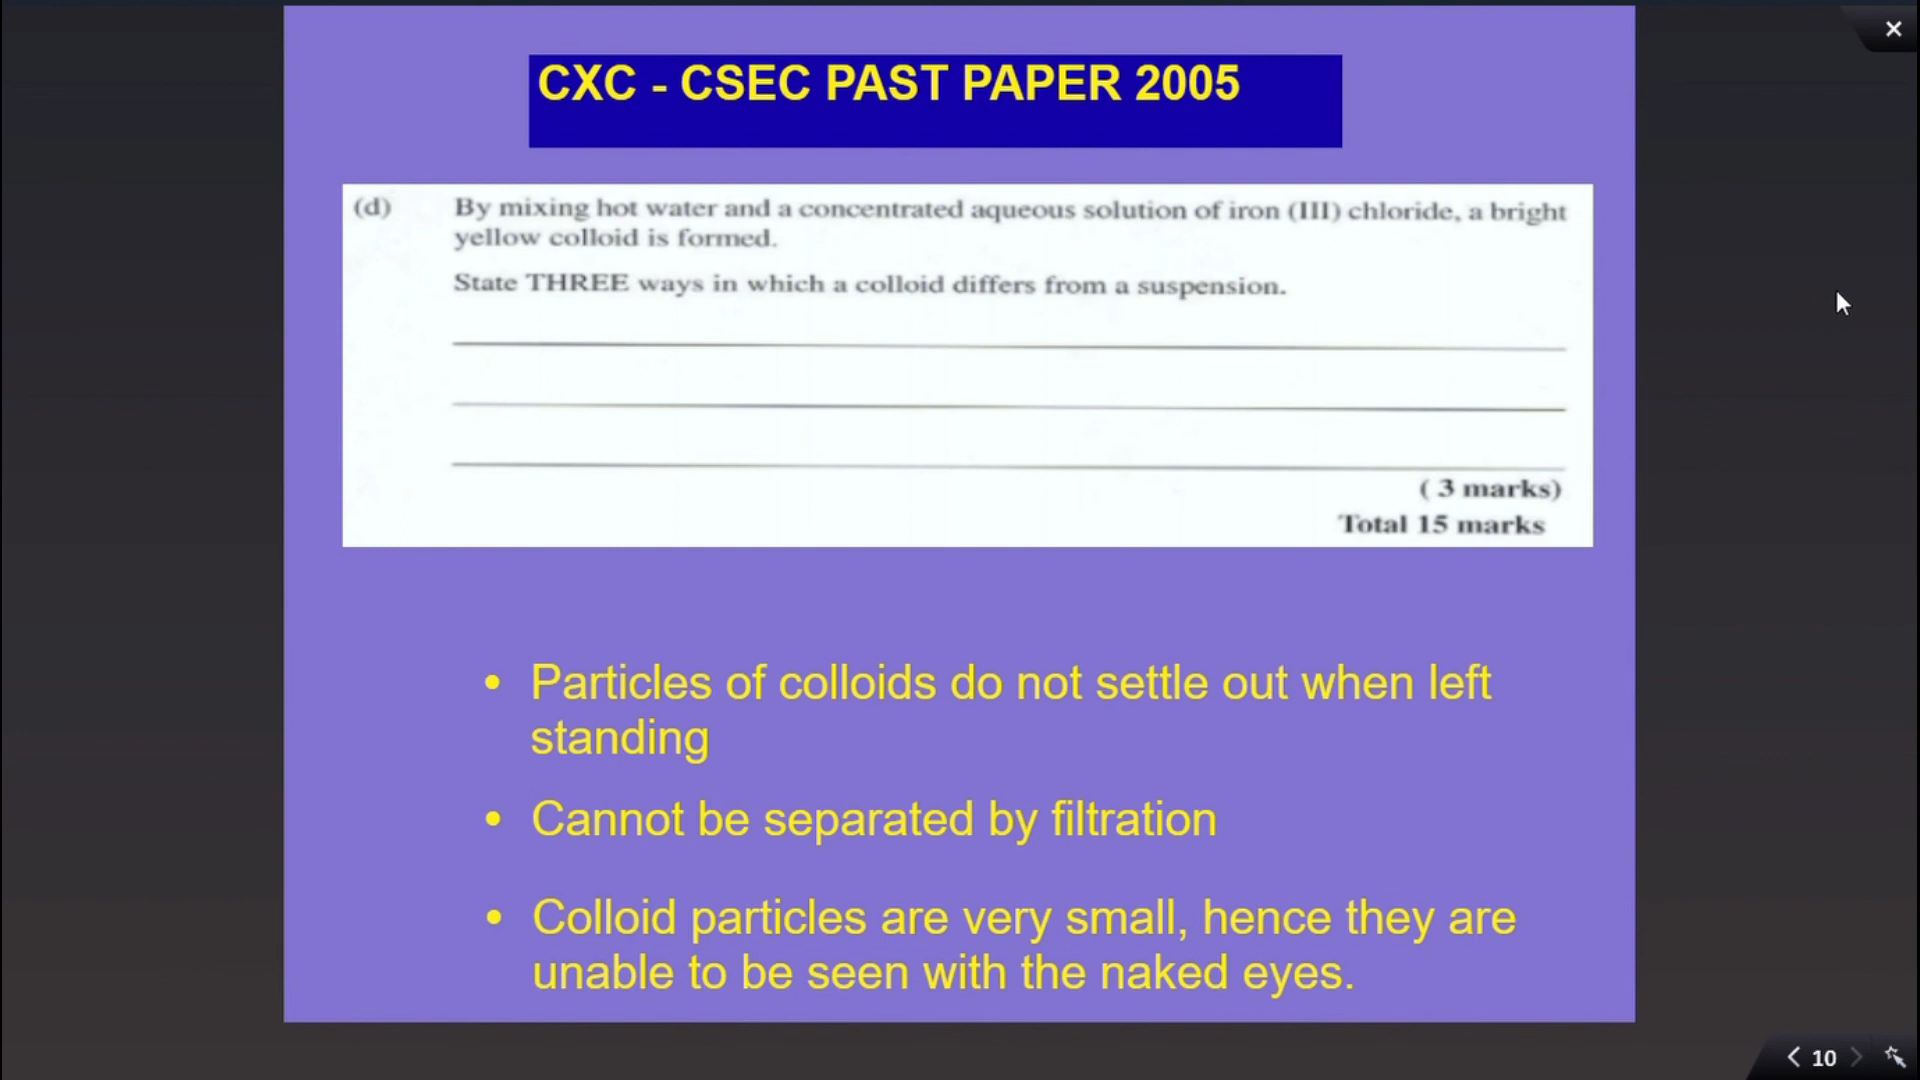 CXC - CSEC PAST PAPER 2005
(d) By mixing hot water and a concentrated aqueous solution of iron (III) chloride, a bright
yellow colloid is formed.
State THREE ways in which a colloid differs from a suspension.
( 3 marks)
Total 15 marks
• Particles of colloids do not settle out when left
standing
• Cannot be separated by filtration
• Colloid particles are very small, hence they are
unable to be seen with the naked eyes.
10